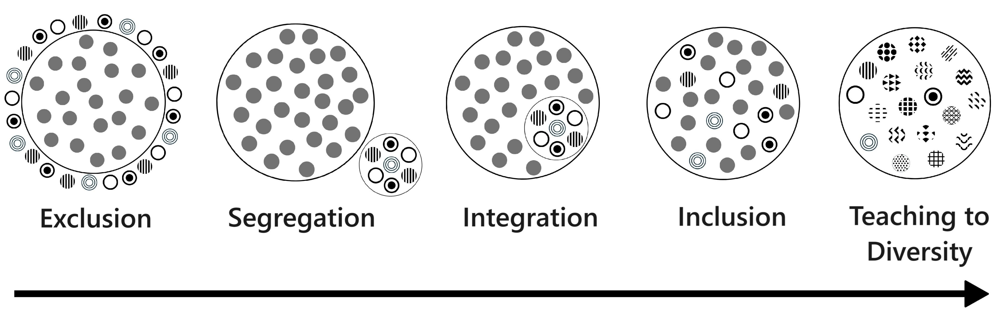 Exclusion
Segregation
Integration
Inclusion
Teaching to
Diversity